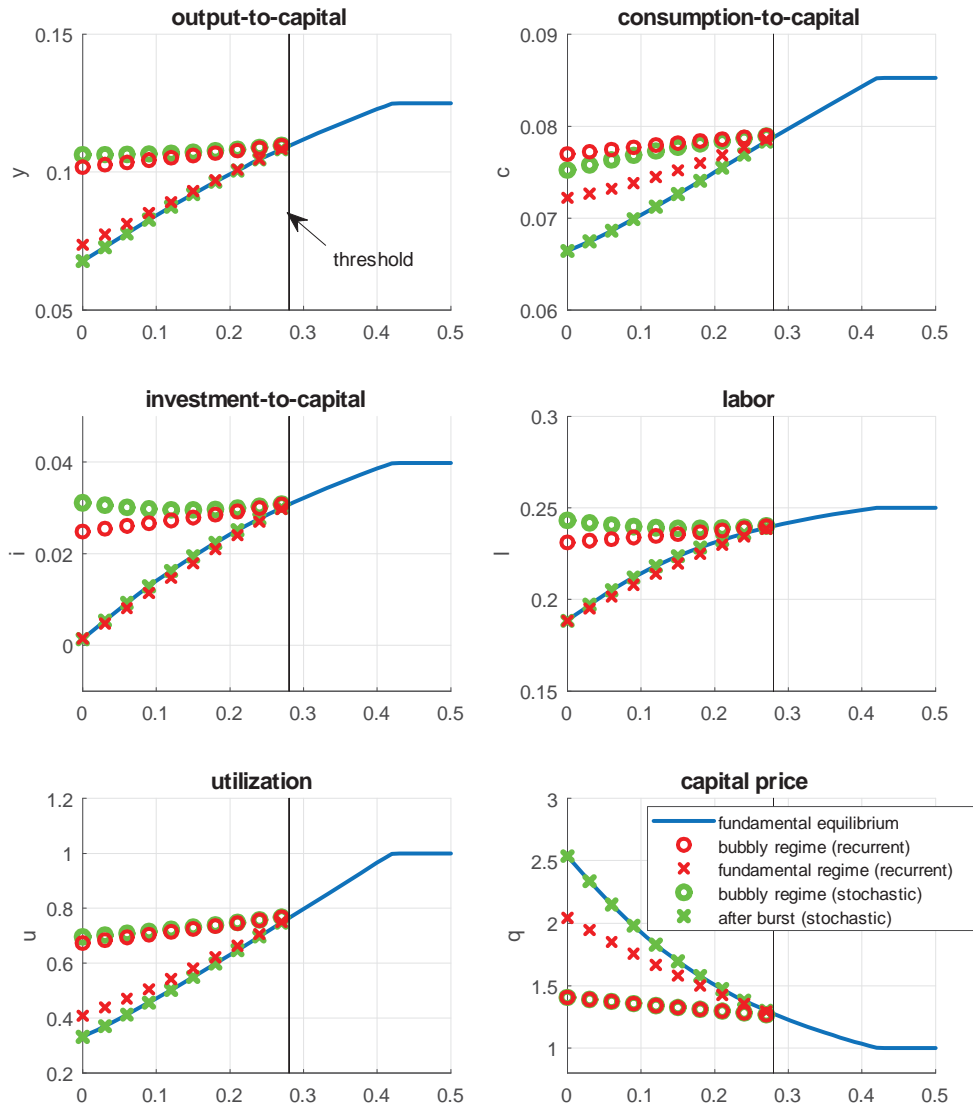 output-to-capital
0.15
0.1
0.05
y
0 0.1 0.2 0.3 0.4 0.5
threshold
consumption-to-capital
0.09
0.08
0.07
0.06
c
0 0.1 0.2 0.3 0.4 0.5
investment-to-capital
0.04
0.02
0
i
0 0.1 0.2 0.3 0.4 0.5
labor
0.3
0.25
0.2
0.15
l
0 0.1 0.2 0.3 0.4 0.5
utilization
1.2
1
0.8
0.6
0.4
0.2
u
0 0.1 0.2 0.3 0.4 0.5
capital price
3
2.5
2
1.5
1
q
0 0.1 0.2 0.3 0.4 0.5
fundamental equilibrium
bubbly regime (recurrent)
fundamental regime (recurrent)
bubbly regime (stochastic)
after burst (stochastic)